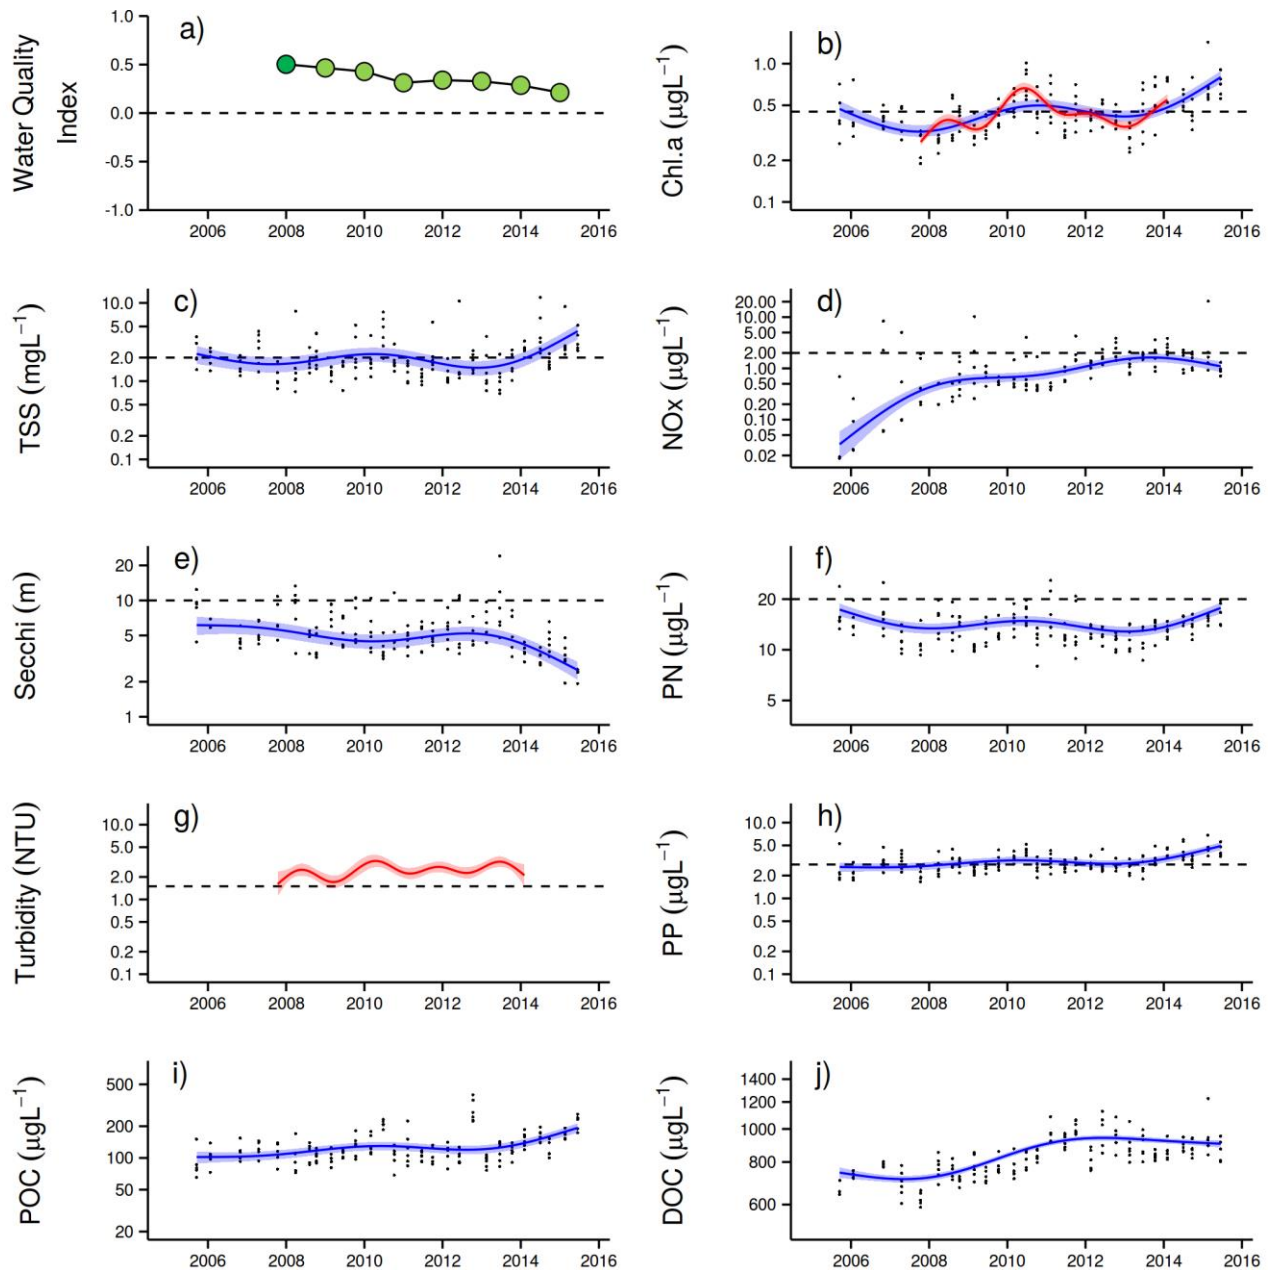 a)
Water Quality
Index
1.0
0.5
0.0
-0.5
-1.0
2006 2008 2010 2012 2014 2016
b)
Chl.a (µgL⁻¹)
1.0
0.5
0.2
0.1
2006 2008 2010 2012 2014 2016
c)
TSS (mgL⁻¹)
10.0
5.0
2.0
1.0
0.5
0.2
0.1
2006 2008 2010 2012 2014 2016
d)
NOx (µgL⁻¹)
20.00
10.00
5.00
2.00
1.00
0.50
0.20
0.10
0.05
0.02
2006 2008 2010 2012 2014 2016
e)
Secchi (m)
20
10
5
2
1
2006 2008 2010 2012 2014 2016
f)
PN (µgL⁻¹)
20
10
5
2006 2008 2010 2012 2014 2016
g)
Turbidity (NTU)
10.0
5.0
2.0
1.0
0.5
0.2
0.1
2006 2008 2010 2012 2014 2016
h)
PP (µgL⁻¹)
10.0
5.0
2.0
1.0
0.5
0.2
0.1
2006 2008 2010 2012 2014 2016
i)
POC (µgL⁻¹)
500
200
100
50
20
2006 2008 2010 2012 2014 2016
j)
DOC (µgL⁻¹)
1400
1200
1000
800
600
2006 2008 2010 2012 2014 2016